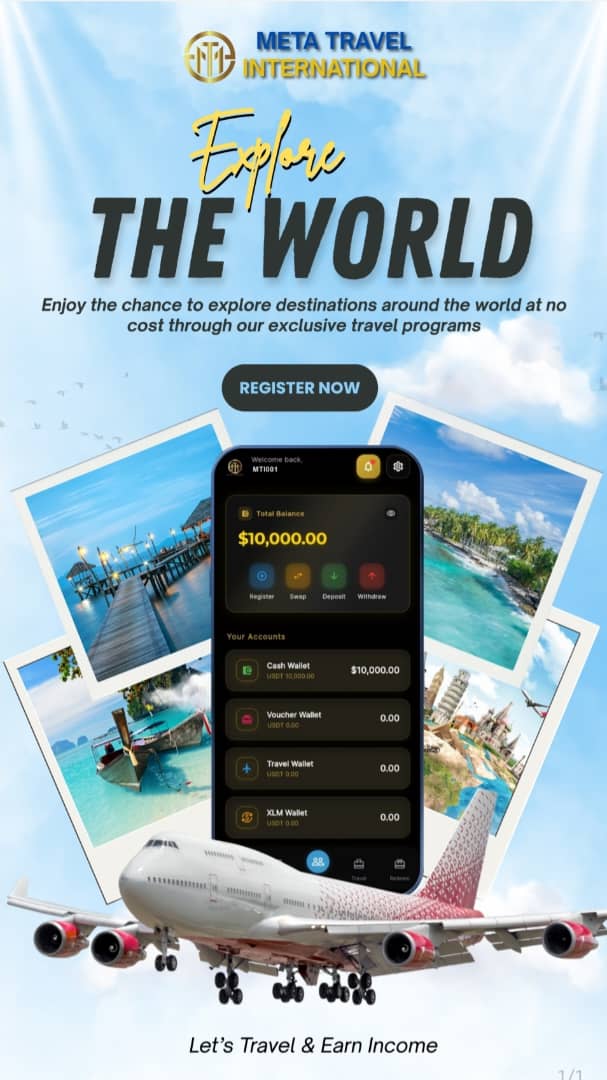 META TRAVEL
INTERNATIONAL
Explore
THE WORLD
Enjoy the chance to explore destinations around the world at no
cost through our exclusive travel programs
REGISTER NOW
Welcome back,
MTI001
Total Balance
$10,000.00
Register Swap Deposit Withdraw
Your Accounts
Cash Wallet
USDT 10,000.00
$10,000.00
Voucher Wallet
USDT 0.00
0.00
Travel Wallet
USDT 0.00
0.00
XLM Wallet
USDT 0.00
0.00
Travel
Let's Travel & Earn Income
1/1